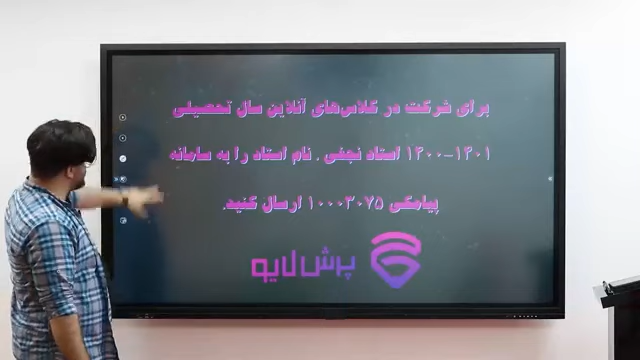 برای شرکت در کلاس‌های آنلاین سال تحصیلی
۱۴۰۰-۱۴۰۱ استاد نجفی ، نام استاد را به سامانه
پیامکی ۱۰۰۰۳۰۷۵ ارسال کنید.
پرش لایو